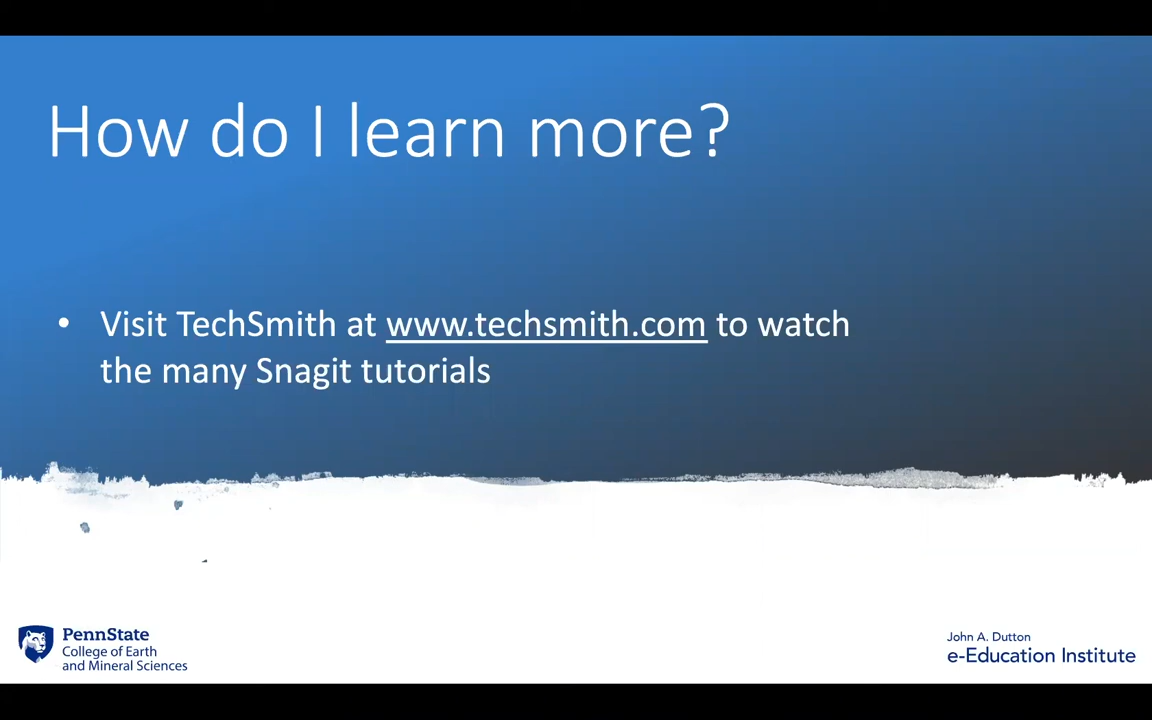 How do I learn more?
• Visit TechSmith at www.techsmith.com to watch
the many Snagit tutorials
PennState
College of Earth
and Mineral Sciences
John A. Dutton
e-Education Institute